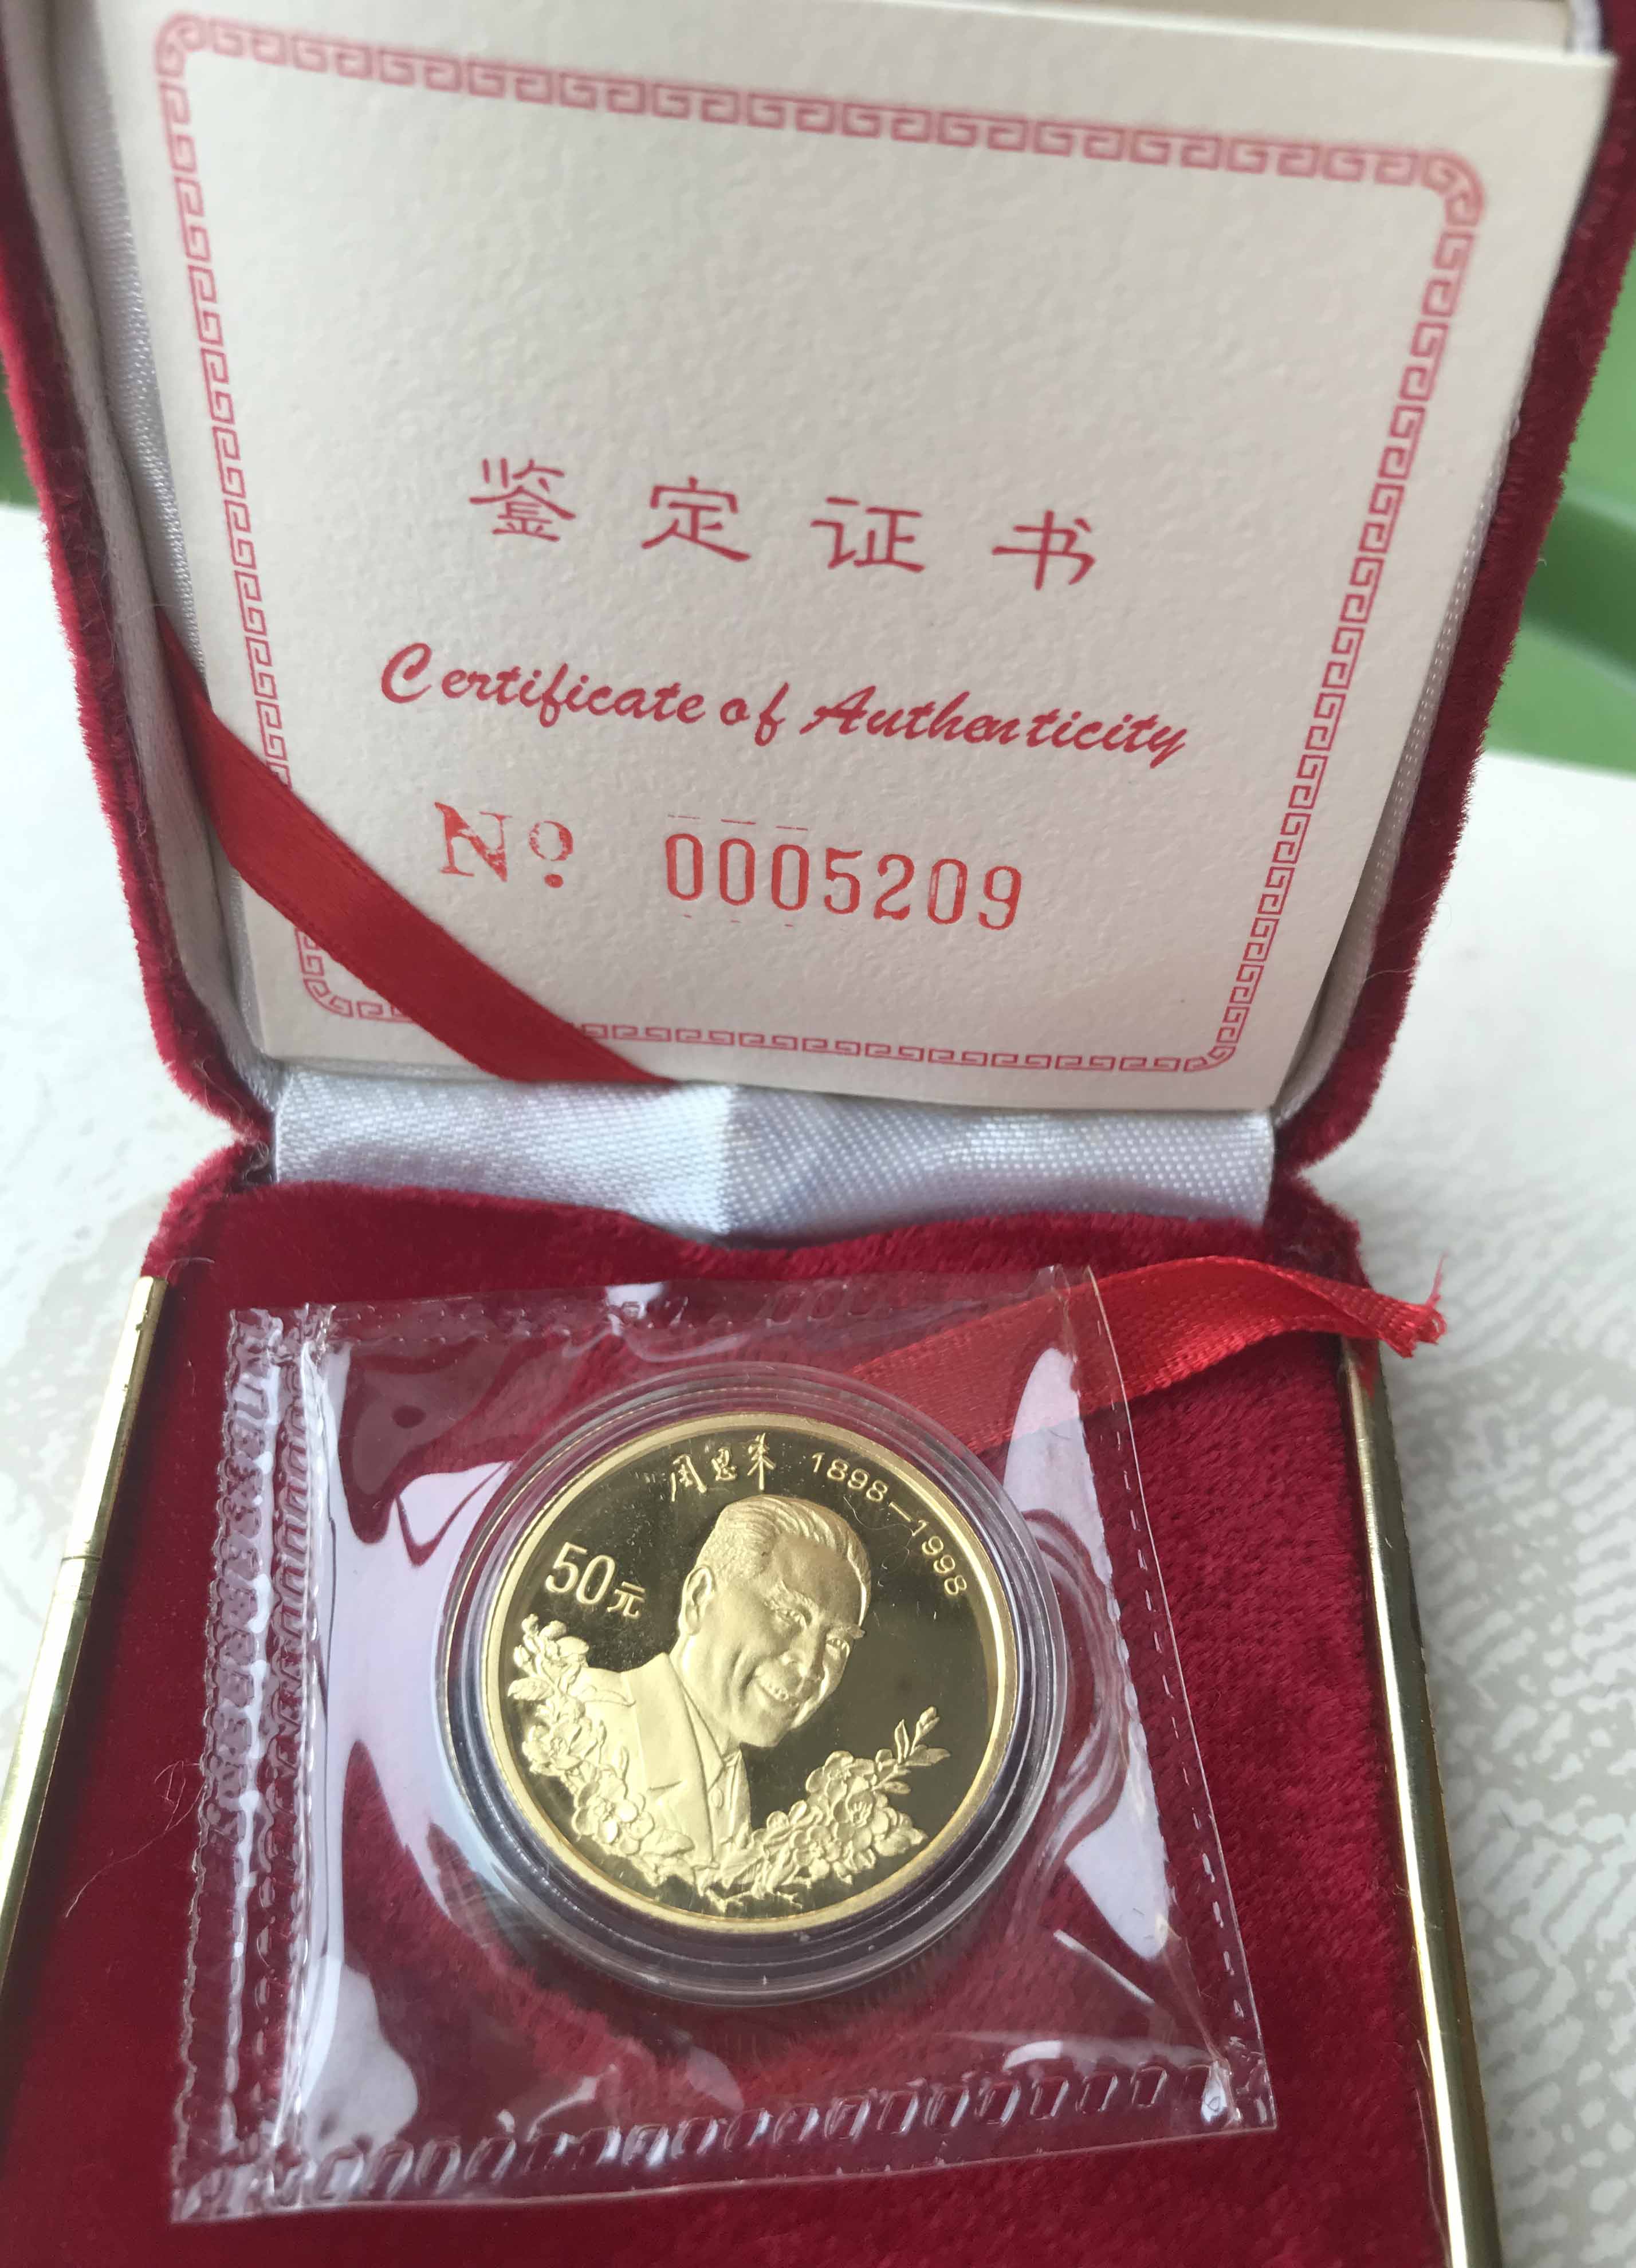 鉴定证书
Certificate of Authenticity
Nº 0005209
周恩来 1898—1998
50元